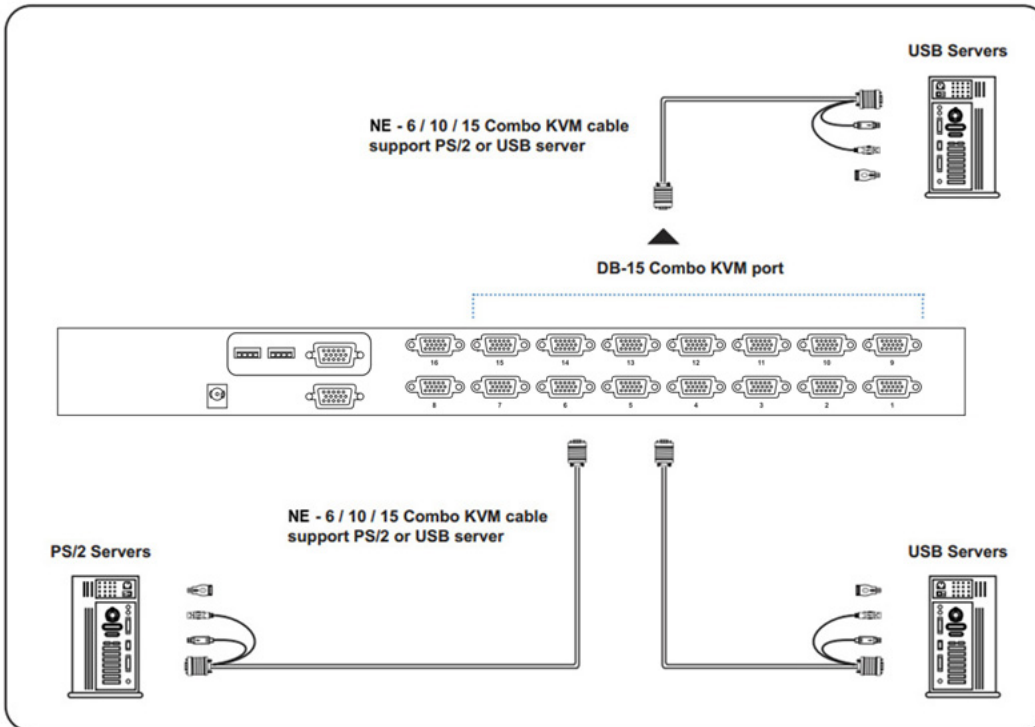 USB Servers
NE - 6 / 10 / 15 Combo KVM cable
support PS/2 or USB server
DB-15 Combo KVM port
16 15 14 13 12 11 10 9
8 7 6 5 4 3 2 1
NE - 6 / 10 / 15 Combo KVM cable
support PS/2 or USB server
PS/2 Servers
USB Servers